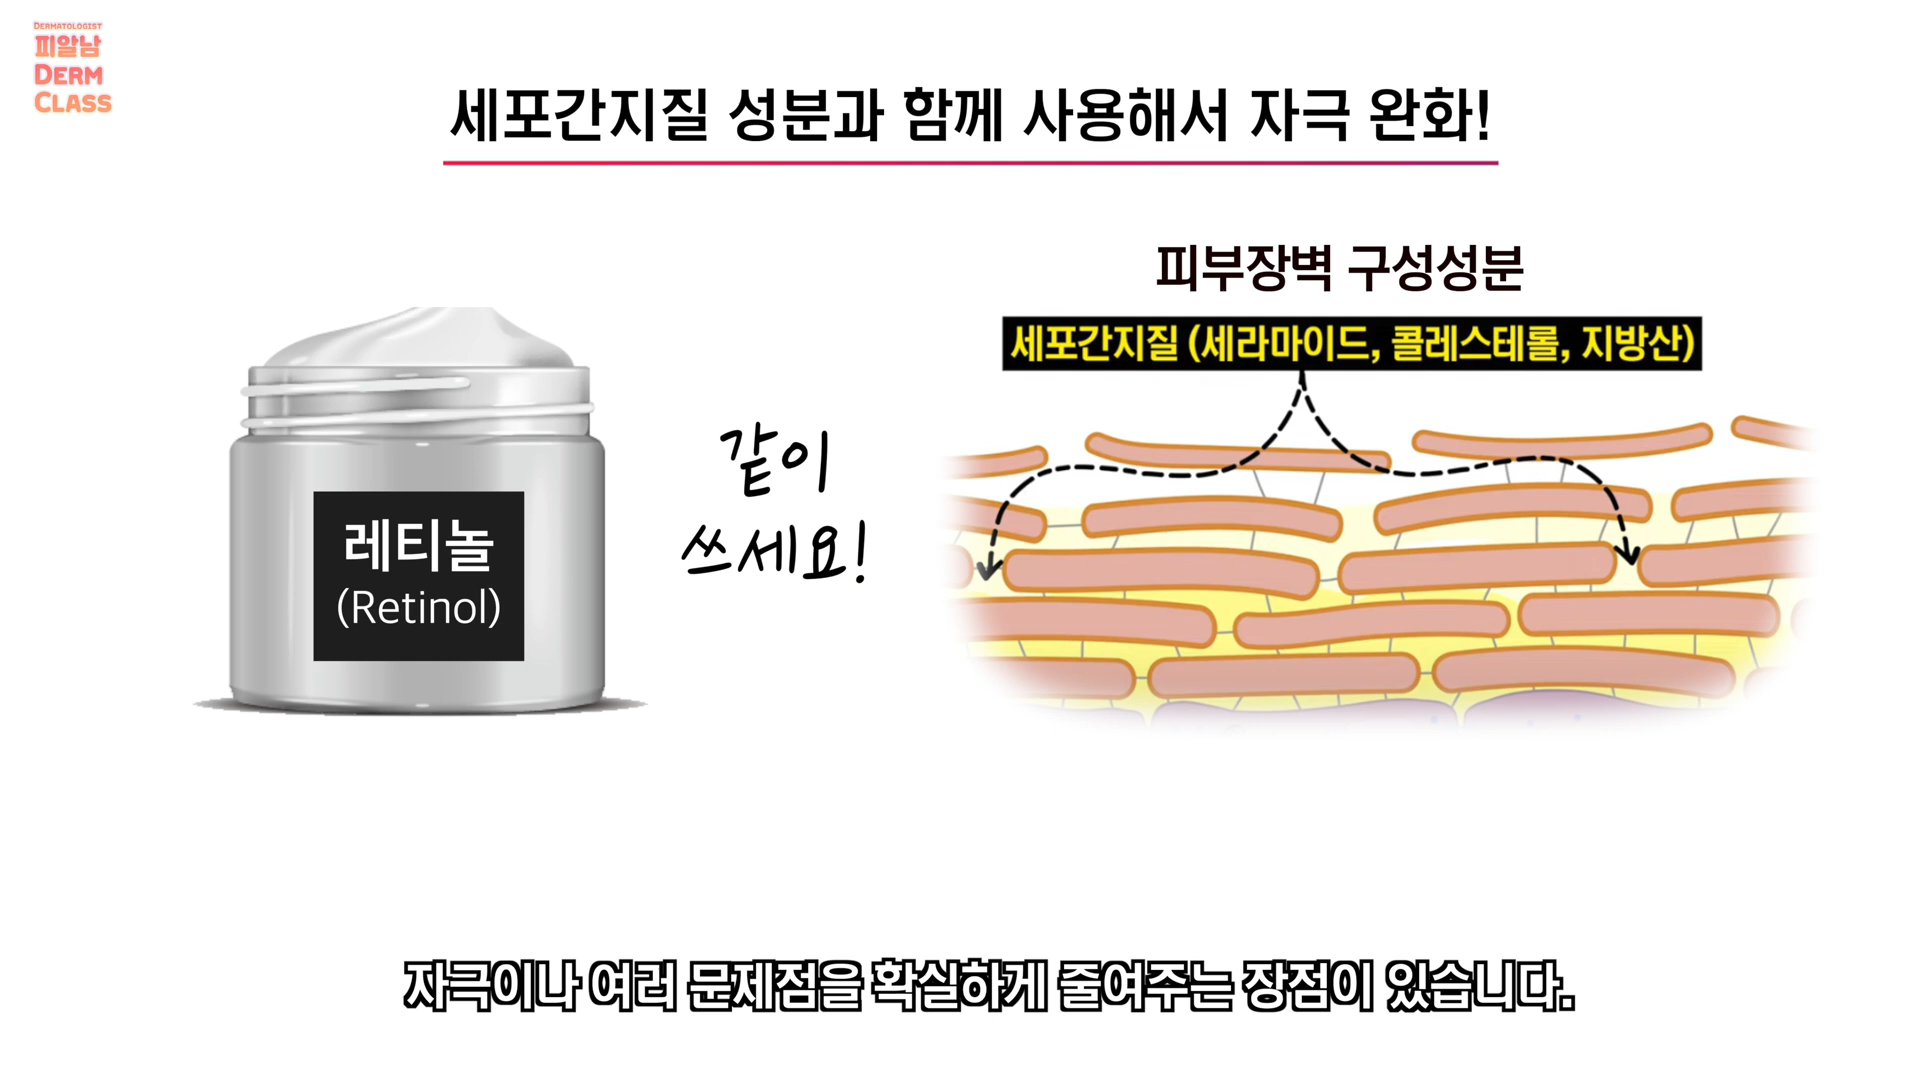 DERMATOLOGIST
피알남
DERM
CLASS
세포간지질 성분과 함께 사용해서 자극 완화!
피부장벽 구성성분
세포간지질 (세라마이드, 콜레스테롤, 지방산)
같이
쓰세요!
레티놀
(Retinol)
자극이나 여러 문제점을 확실하게 줄여주는 장점이 있습니다.